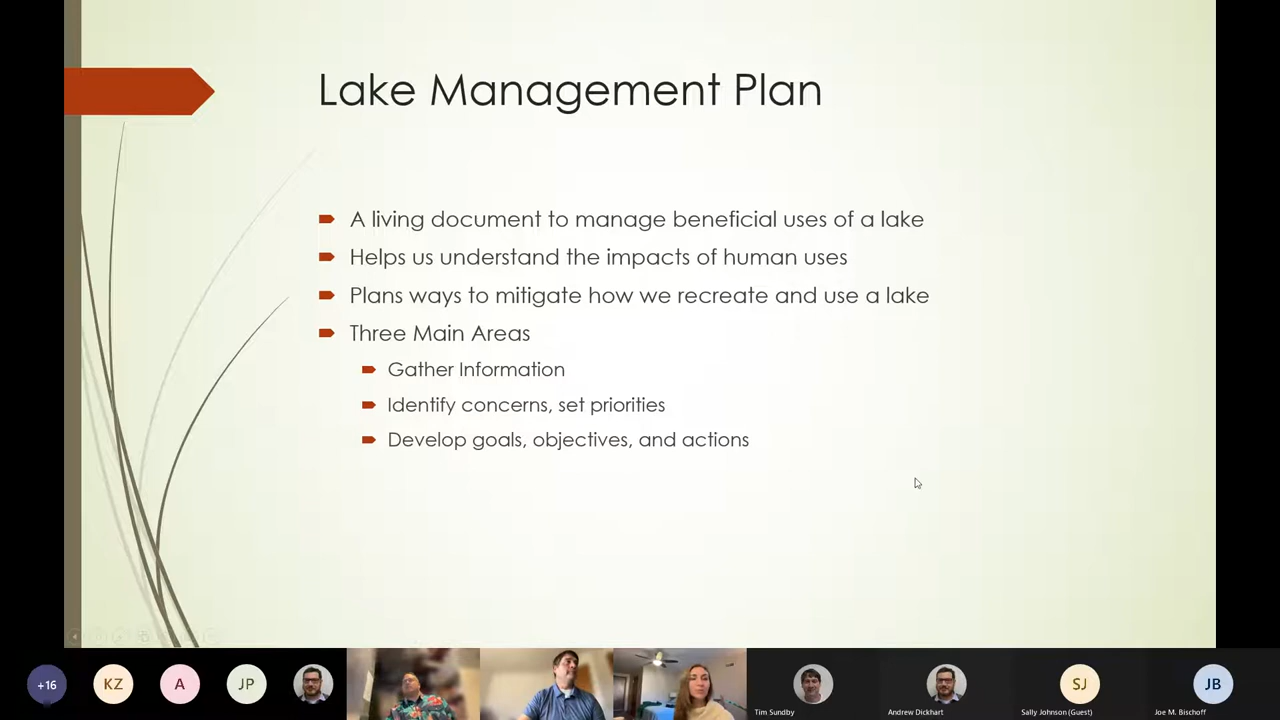 Lake Management Plan
A living document to manage beneficial uses of a lake
Helps us understand the impacts of human uses
Plans ways to mitigate how we recreate and use a lake
Three Main Areas
Gather Information
Identify concerns, set priorities
Develop goals, objectives, and actions
+16
KZ
A
JP
SJ
JB
Tim Sundby
Andrew Dickhart
Sally Johnson (Guest)
Joe M. Bischoff